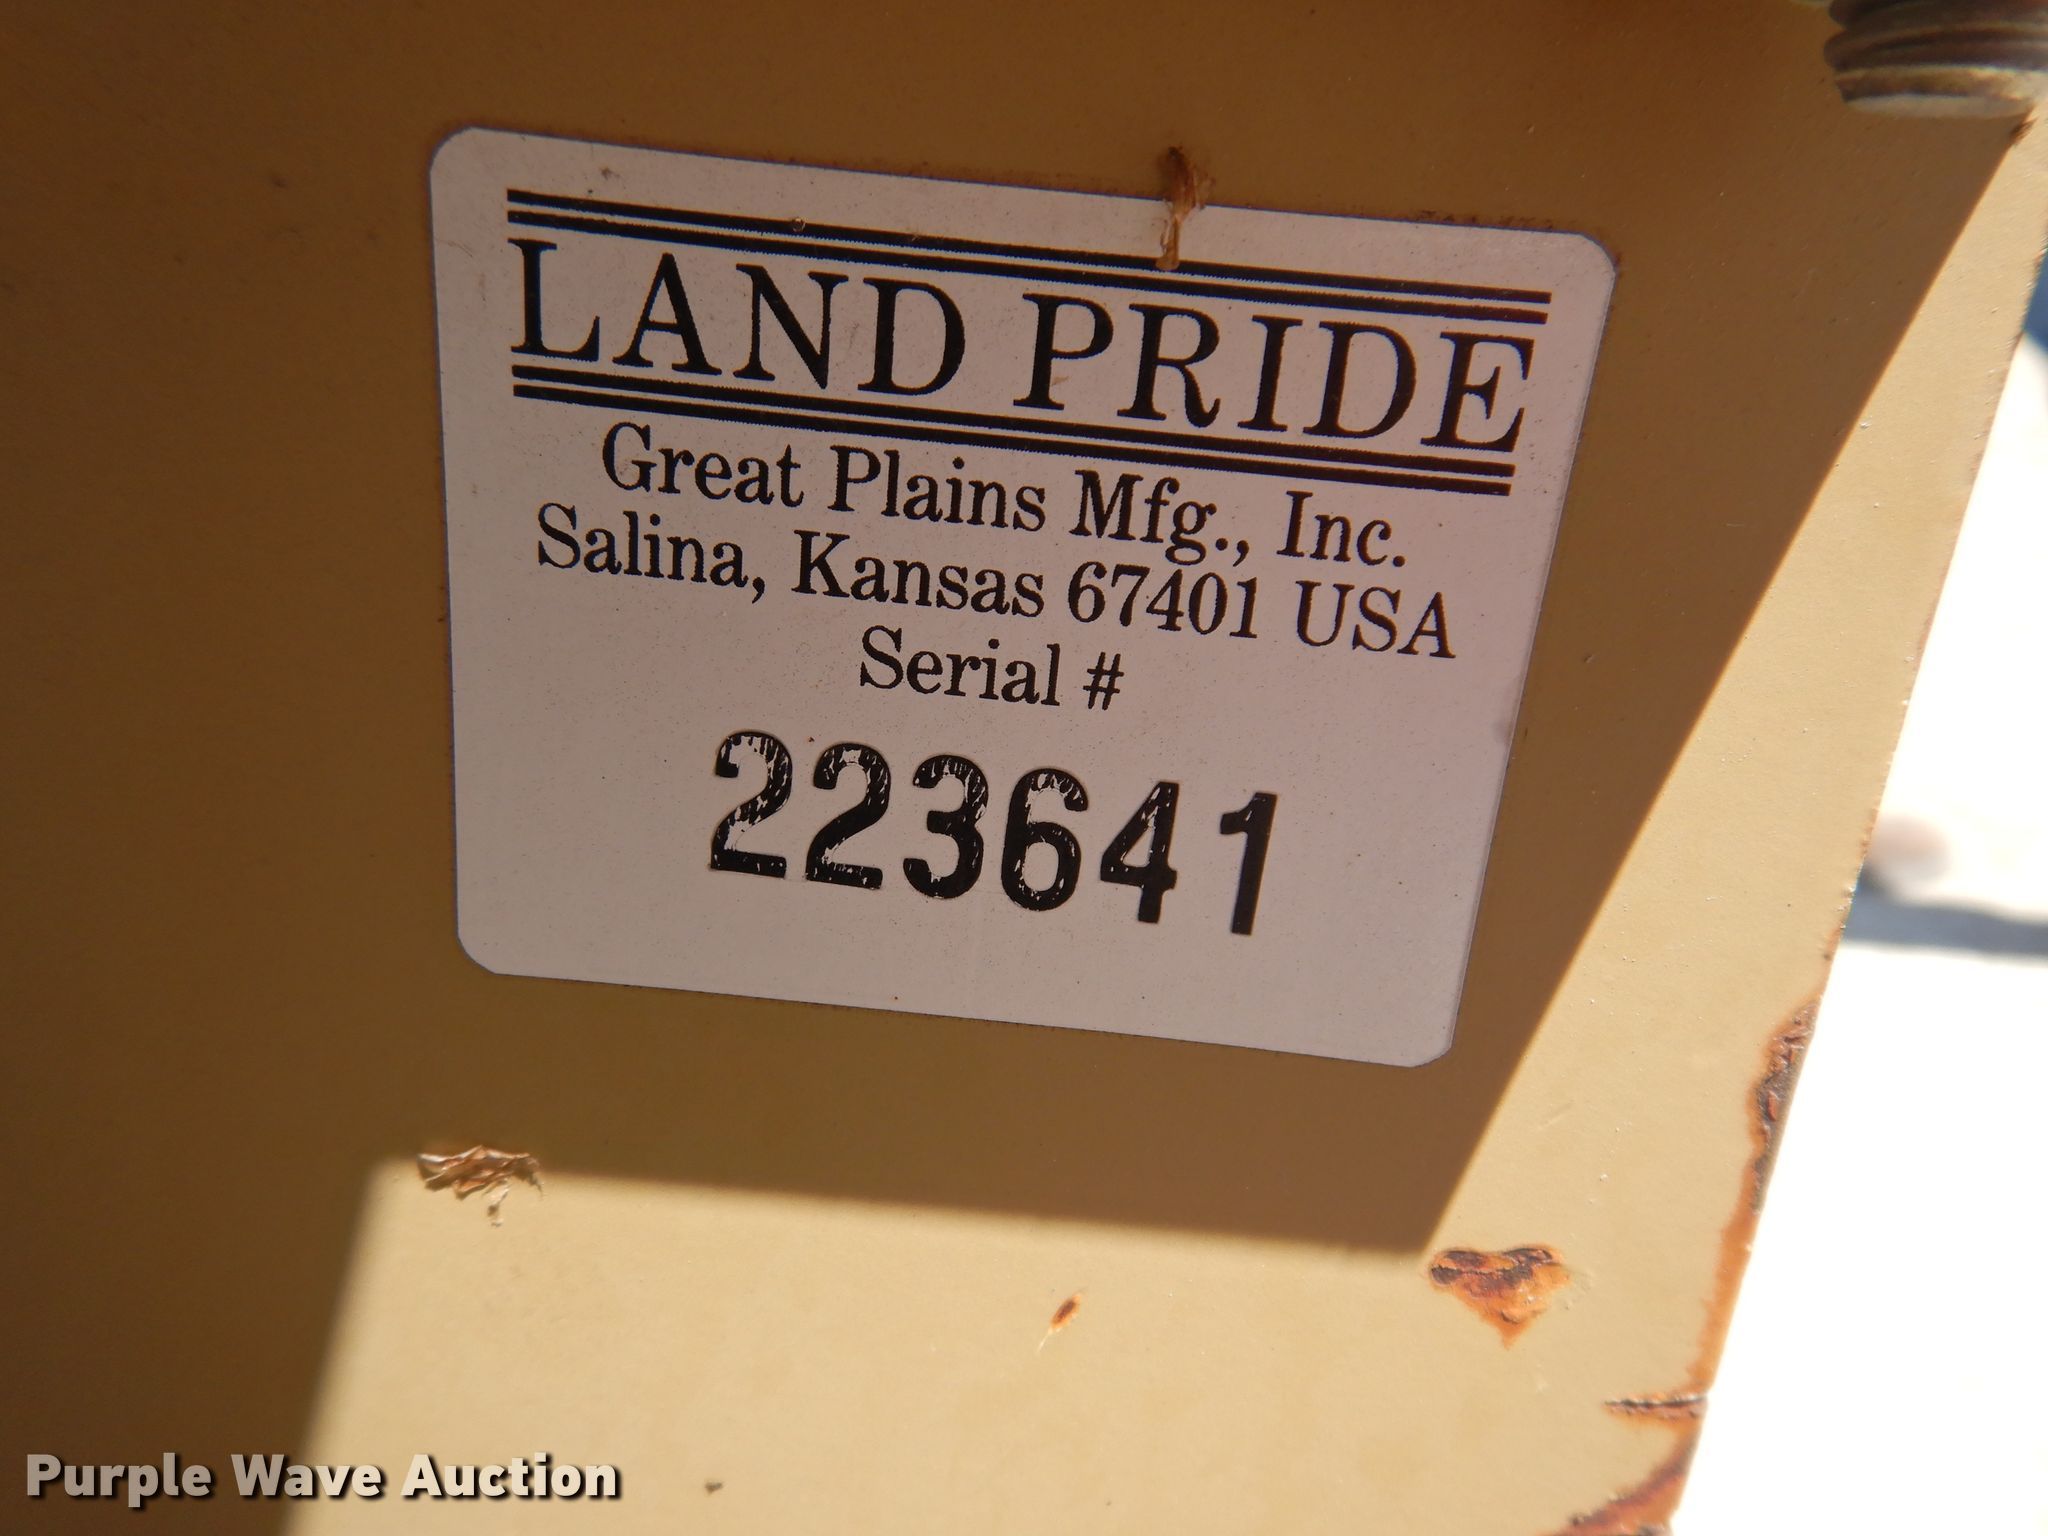 LAND PRIDE
Great Plains Mfg., Inc.
Salina, Kansas 67401 USA
Serial #
223641
Purple Wave Auction